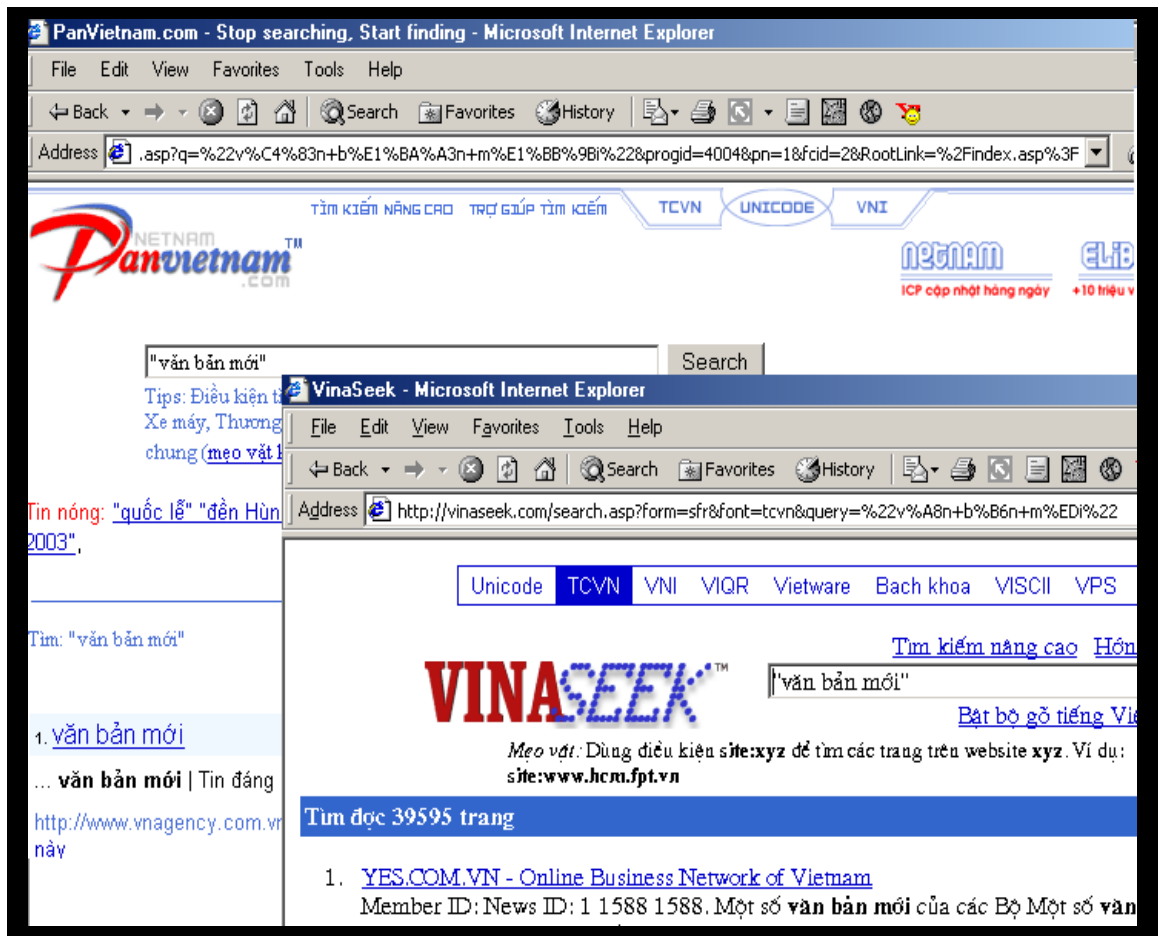 PanVietnam.com - Stop searching, Start finding - Microsoft Internet Explorer
File Edit View Favorites Tools Help
Back Search Favorites History
Address .asp?q=%22v%C4%83n+b%E1%BA%A3n+m%E1%BB%9Bi%22&progid=4004&pn=1&fcid=2&RootLink=%2Findex.asp%3F
TÌM KIẾM NÂNG CAO TRỢ GIÚP TÌM KIẾM TCVN UNICODE VNI
NETNAM
Panvietnam™
.com
NETNAM ELIB
ICP cập nhật hàng ngày +10 triệu v
"văn bản mới" Search
Tips: Điều kiện t
Xe máy, Thương
chung (mẹo vặt
Tin nóng: "quốc lễ" "đền Hùn
2003",
Tìm: "văn bản mới"
1. văn bản mới
... văn bản mới | Tin đáng
http://www.vnagency.com.vr
này
VinaSeek - Microsoft Internet Explorer
File Edit View Favorites Tools Help
Back Search Favorites History
Address http://vinaseek.com/search.asp?form=sfr&font=tcvn&query=%22v%A8n+b%B6n+m%EDi%22
Unicode TCVN VNI VIQR Vietware Bach khoa VISCII VPS
Tìm kiếm nâng cao Hớn
VINASEEK™ "văn bản mới"
Bật bộ gõ tiếng Việ
Mẹo vặt: Dùng điều kiện site:xyz để tìm các trang trên website xyz. Ví dụ:
site:www.hcm.fpt.vn
Tìm đợc 39595 trang
1. YES.COM.VN - Online Business Network of Vietnam
Member ID: News ID: 1 1588 1588. Một số văn bản mới của các Bộ Một số văn